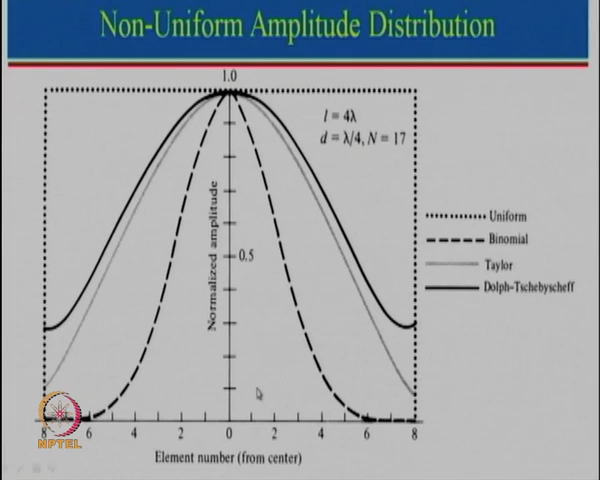 Non-Uniform Amplitude Distribution
1.0
l = 4λ
d = λ/4, N = 17
Normalized amplitude
0.5
Uniform
Binomial
Taylor
Dolph-Tschebyscheff
8 6 4 2 0 2 4 6 8
Element number (from center)
NPTEL